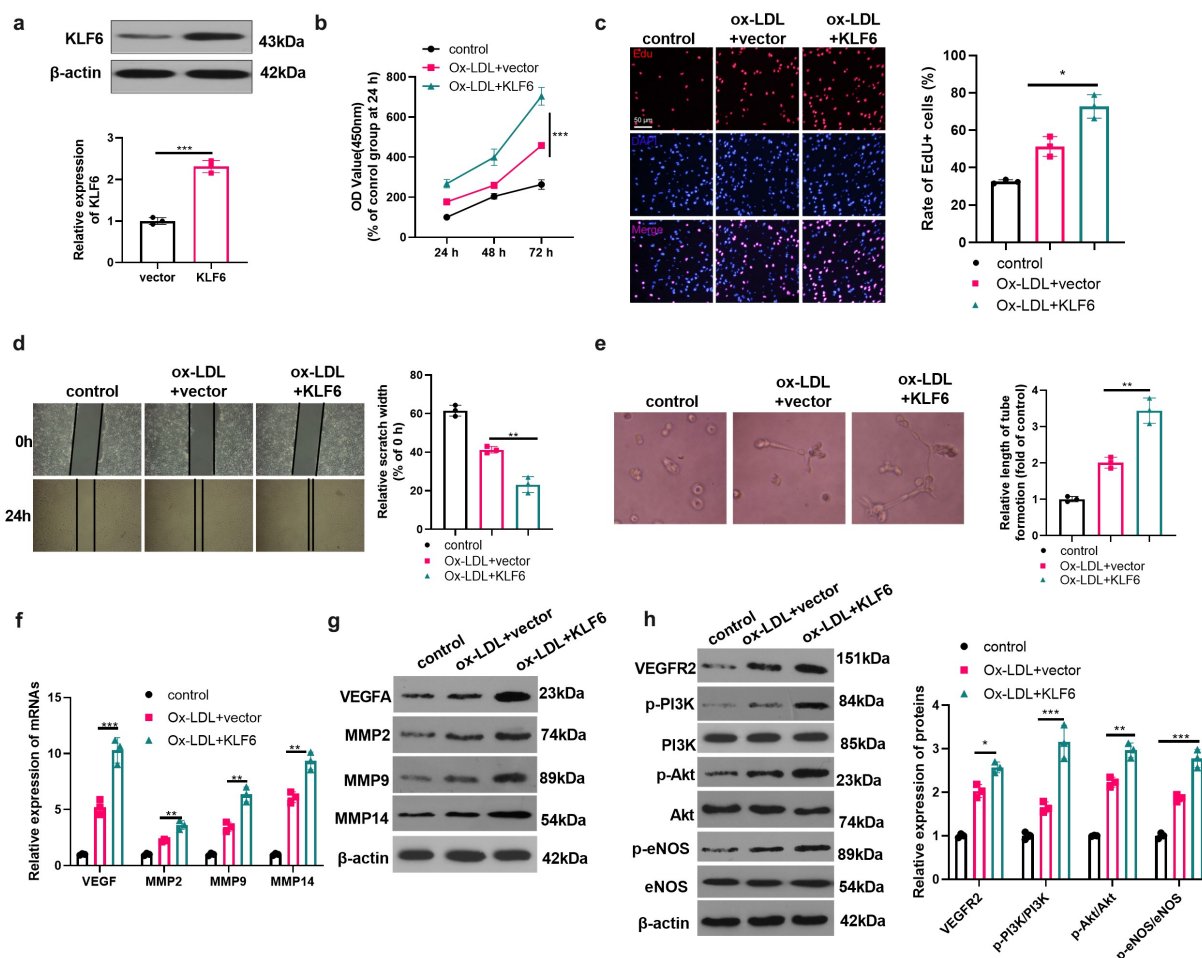 a
KLF6
43kDa
β-actin
42kDa
Relative expression
of KLF6
3
2
1
0
***
vector
KLF6
b
control
Ox-LDL+vector
Ox-LDL+KLF6
OD Value(450nm)
(% of conrol group at 24 h)
800
600
400
200
0
***
24 h
48 h
72 h
c
control
ox-LDL
+vector
ox-LDL
+KLF6
Edu
50 μm
DAPI
Merge
Rate of EdU+ cells (%)
100
80
60
40
20
0
*
control
Ox-LDL+vector
Ox-LDL+KLF6
d
control
ox-LDL
+vector
ox-LDL
+KLF6
0h
24h
Relative scratch width
(% of 0 h)
80
60
40
20
0
**
control
Ox-LDL+vector
Ox-LDL+KLF6
e
control
ox-LDL
+vector
ox-LDL
+KLF6
Relative length of tube
formotion (fold of control)
4
3
2
1
0
**
control
Ox-LDL+vector
Ox-LDL+KLF6
f
control
Ox-LDL+vector
Ox-LDL+KLF6
Relative expression of mRNAs
15
10
5
0
***
**
**
**
VEGF
MMP2
MMP9
MMP14
g
control
ox-LDL+vector
ox-LDL+KLF6
VEGFA
23kDa
MMP2
74kDa
MMP9
89kDa
MMP14
54kDa
β-actin
42kDa
h
control
ox-LDL+vector
ox-LDL+KLF6
VEGFR2
151kDa
p-PI3K
84kDa
PI3K
85kDa
p-Akt
23kDa
Akt
74kDa
p-eNOS
89kDa
eNOS
54kDa
β-actin
42kDa
control
Ox-LDL+vector
Ox-LDL+KLF6
Relative expression of proteins
4
3
2
1
0
*
***
**
***
VEGFR2
p-PI3K/PI3K
p-Akt/Akt
p-eNOS/eNOS